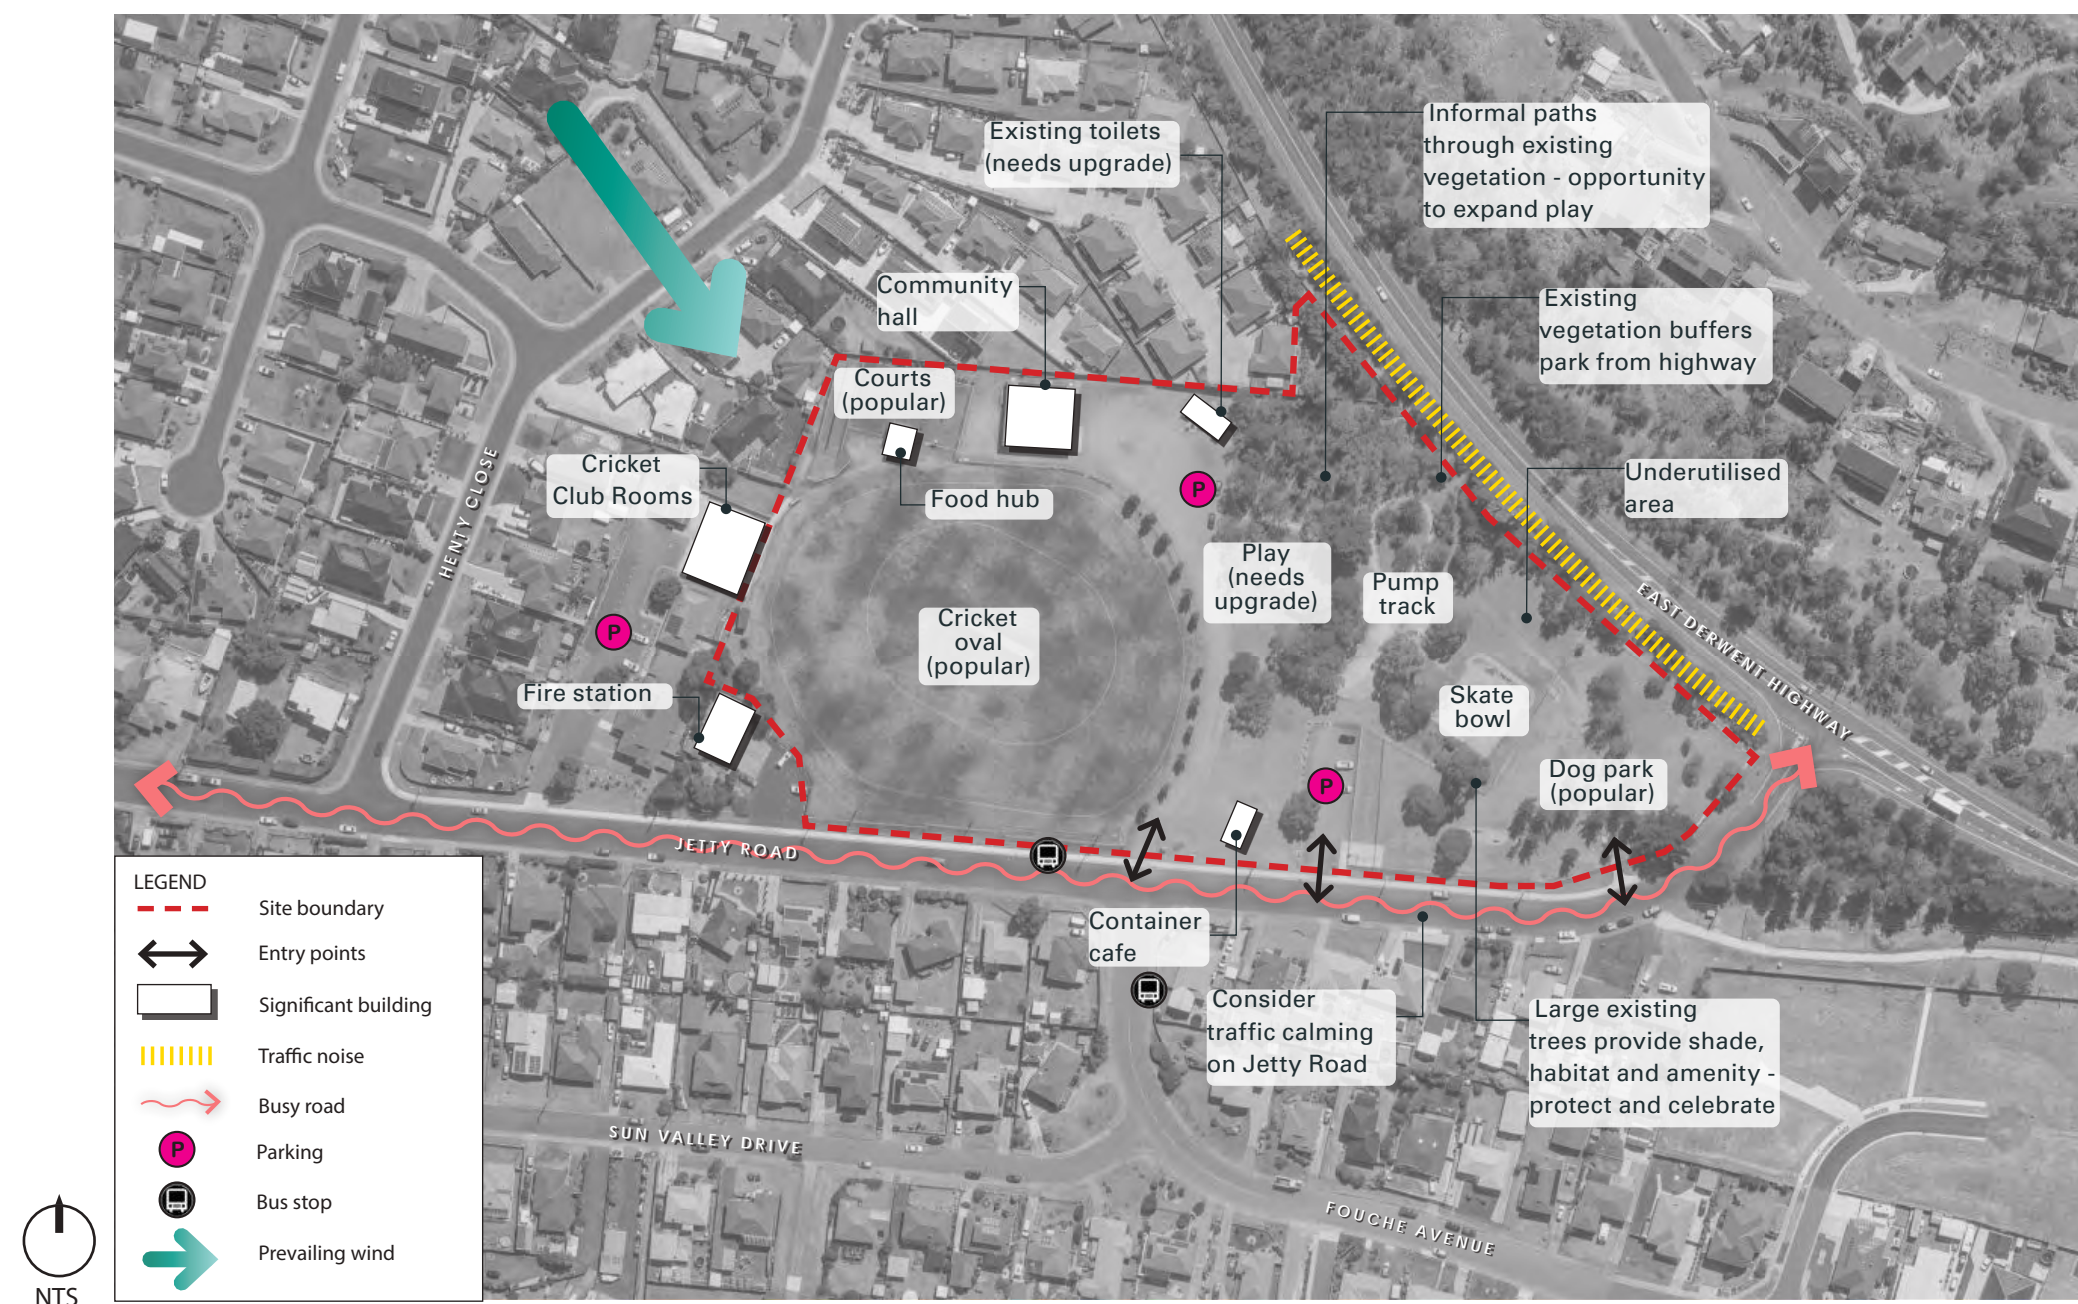 Informal paths
through existing
vegetation - opportunity
to expand play
Existing toilets
(needs upgrade)
Community
hall
Existing
vegetation buffers
park from highway
Courts
(popular)
Cricket
Club Rooms
Food hub
Underutilised
area
HENTY CLOSE
P
Play
(needs
upgrade)
Pump
track
P
Cricket
oval
(popular)
EAST DERWENT HIGHWAY
Fire station
Skate
bowl
Dog park
(popular)
P
JETTY ROAD
Container
cafe
Consider
traffic calming
on Jetty Road
Large existing
trees provide shade,
habitat and amenity -
protect and celebrate
SUN VALLEY DRIVE
FOUCHE AVENUE
LEGEND
Site boundary
Entry points
Significant building
Traffic noise
Busy road
P Parking
Bus stop
Prevailing wind
NTS